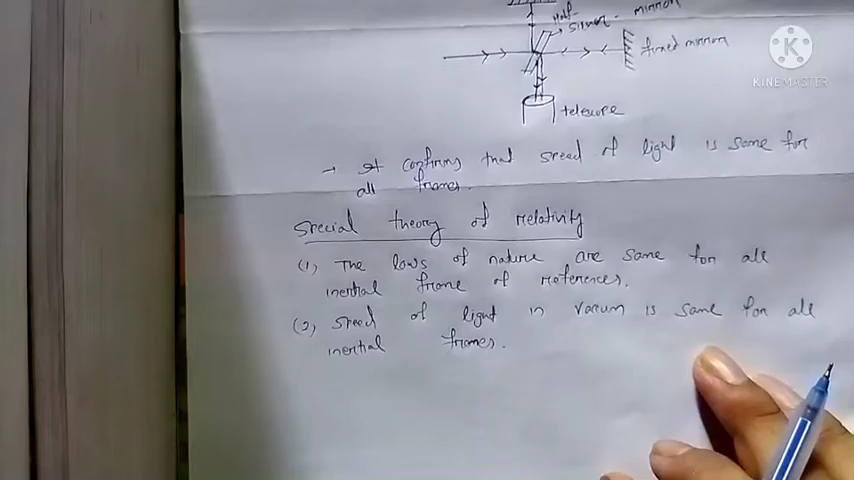 Half
silver - mirror
fixed mirror
KINEMASTER
telescope
→ It confirms that speed of light is same for
all frames.
Special theory of relativity
(1) The laws of nature are same for all
inertial frame of references.
(2) speed of light in vacuum is same for all
inertial frames.